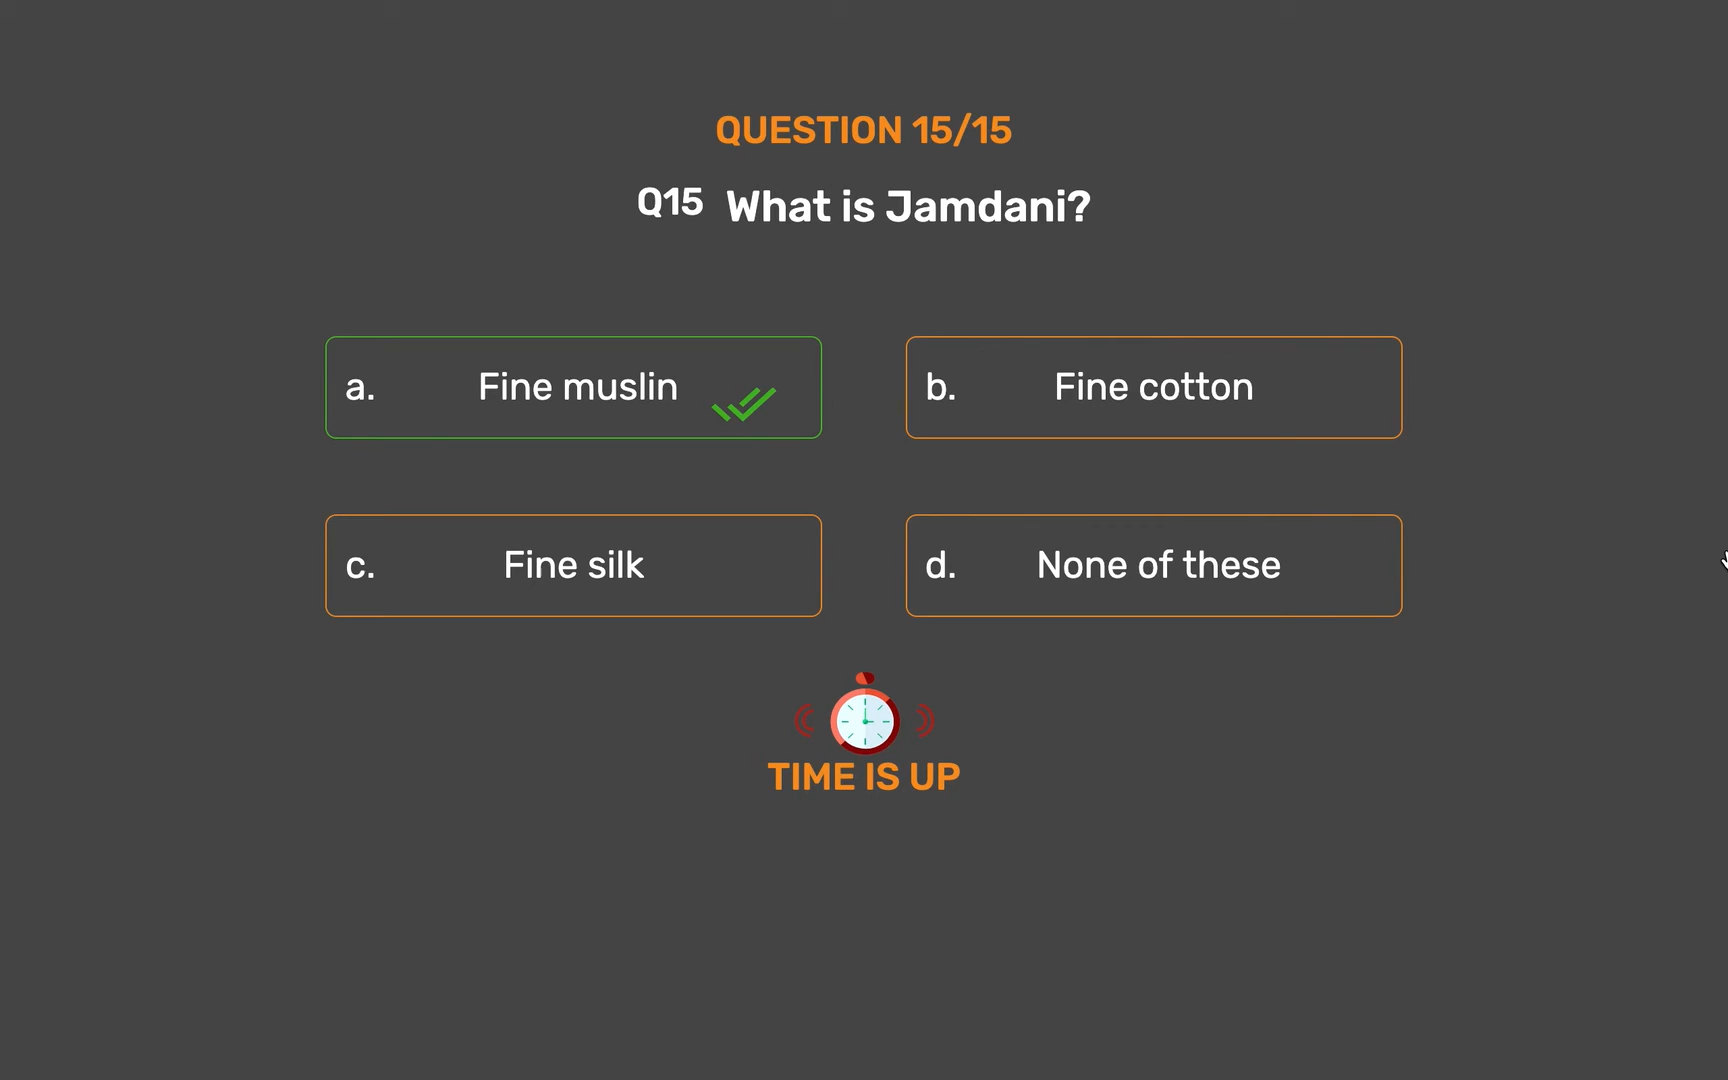 QUESTION 15/15
Q15 What is Jamdani?
a. Fine muslin
b. Fine cotton
c. Fine silk
d. None of these
TIME IS UP